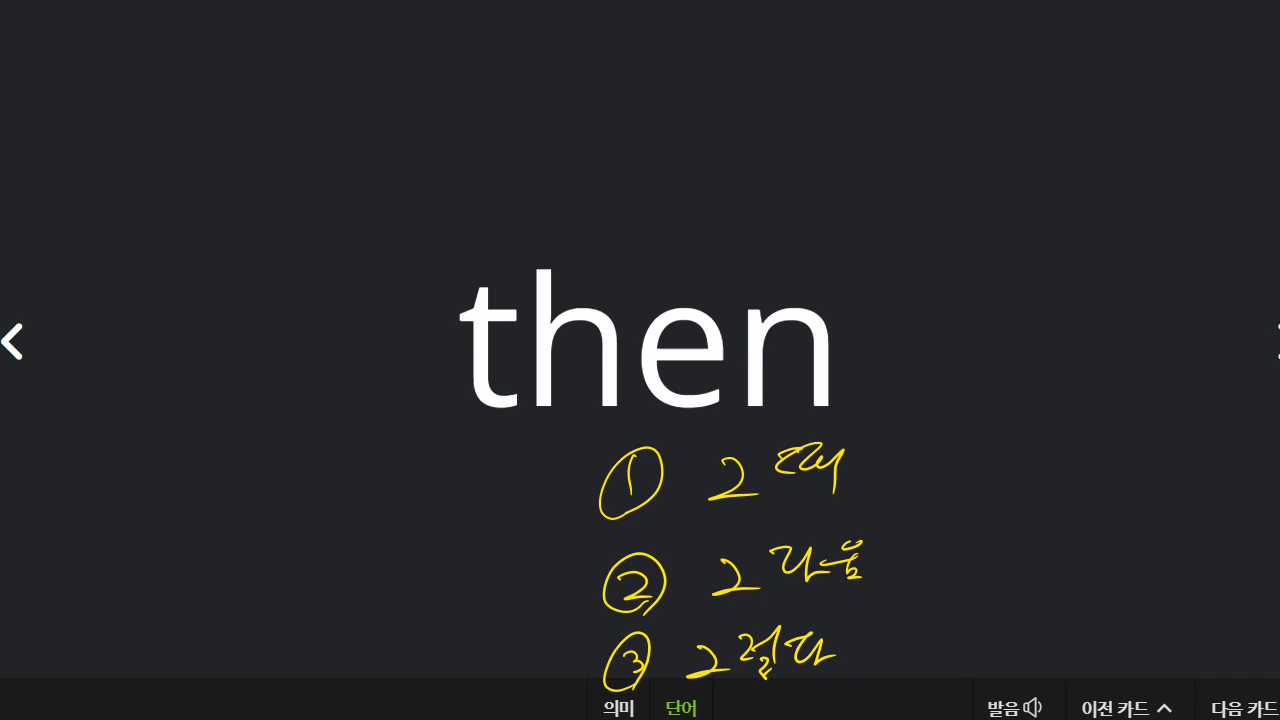 then
① 그 때
② 그 다음
③ 그렇다
의미 단어 발음 이전 카드 다음 카드